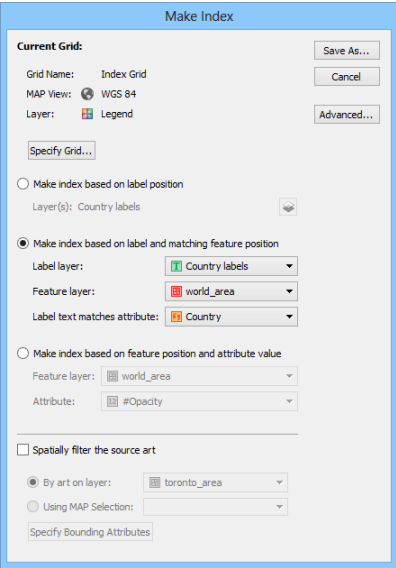 Make Index
Current Grid:
Save As...
Grid Name: Index Grid
Cancel
MAP View: WGS 84
Layer: Legend
Advanced...
Specify Grid...
Make index based on label position
Layer(s): Country labels
Make index based on label and matching feature position
Label layer: Country labels
Feature layer: world_area
Label text matches attribute: Country
Make index based on feature position and attribute value
Feature layer: world_area
Attribute: #Opacity
Spatially filter the source art
By art on layer: toronto_area
Using MAP Selection:
Specify Bounding Attributes